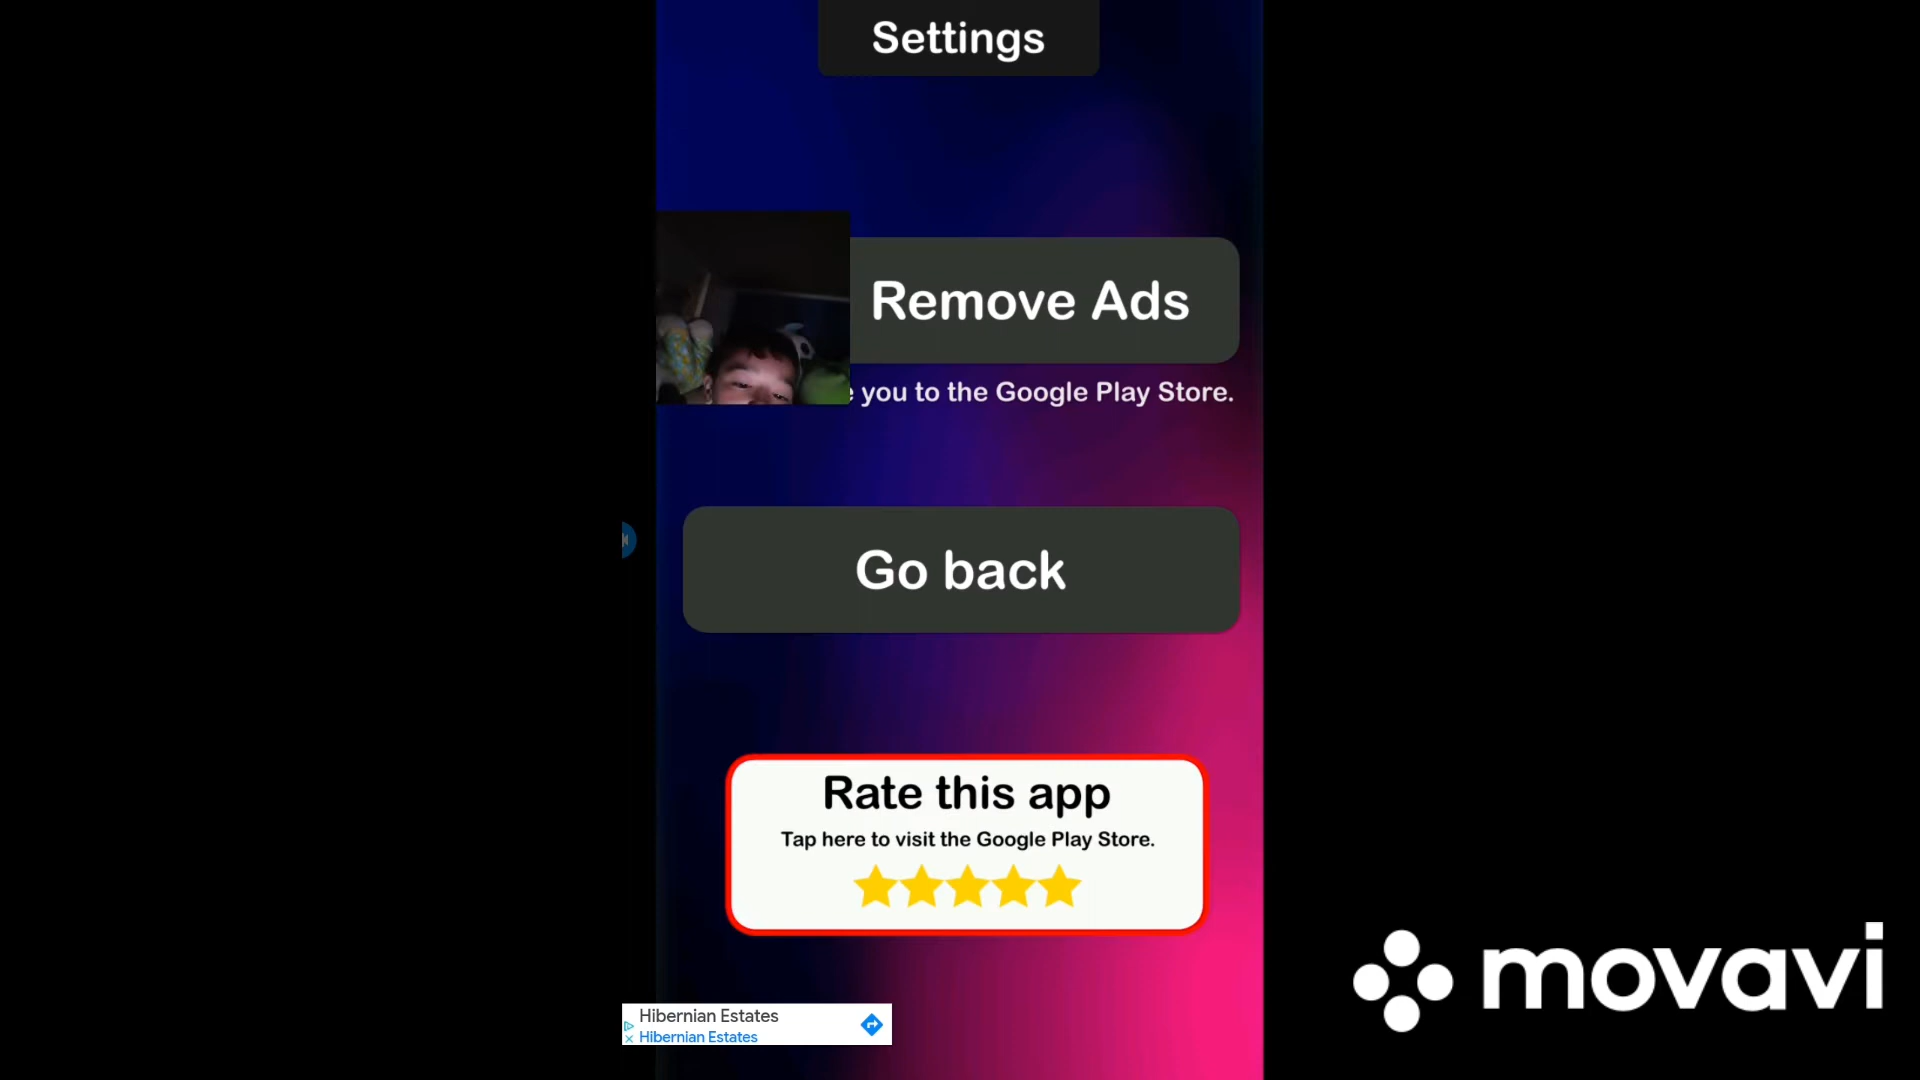 Settings
Remove Ads
you to the Google Play Store.
Go back
Rate this app
Tap here to visit the Google Play Store.
Hibernian Estates
Hibernian Estates
movavi